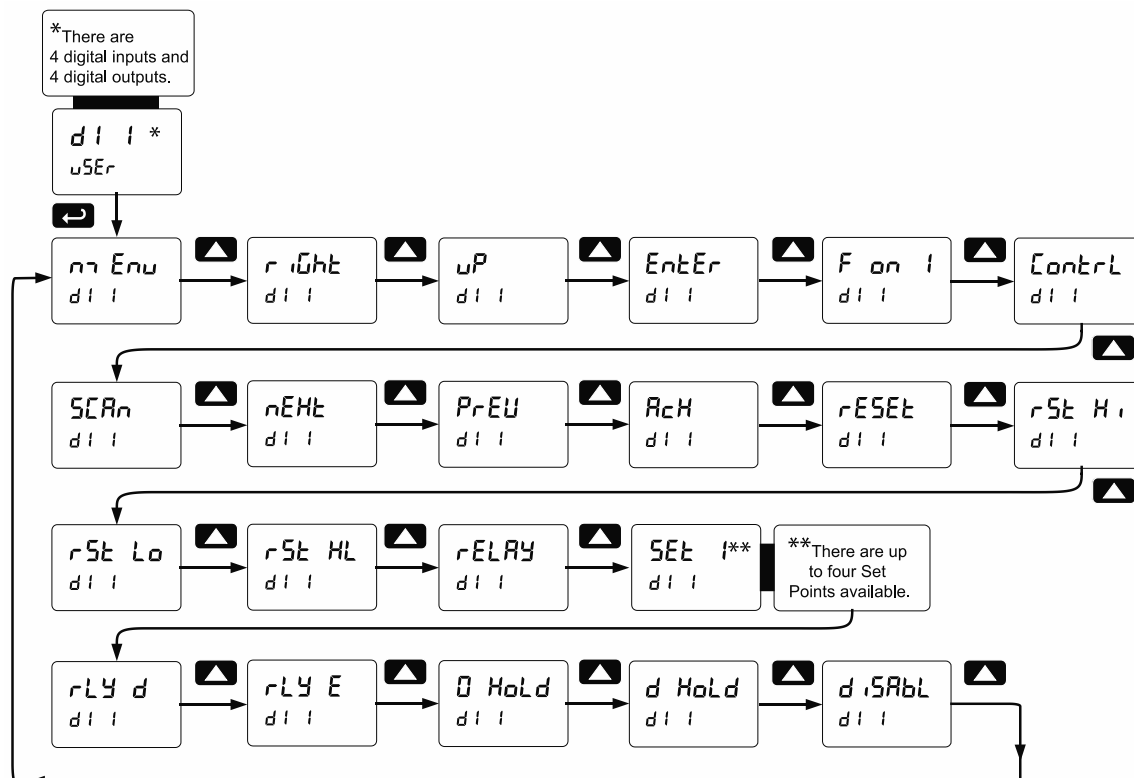 *There are
4 digital inputs and
4 digital outputs.
dI 1 *
uSEr
m Enu
dI 1
riGht
dI 1
uP
dI 1
EntEr
dI 1
F on 1
dI 1
ContrL
dI 1
SCAn
dI 1
nEHt
dI 1
PrEU
dI 1
AcH
dI 1
rESEt
dI 1
rSt Hi
dI 1
rSt Lo
dI 1
rSt HL
dI 1
rELAY
dI 1
SEt 1**
dI 1
**There are up
to four Set
Points available.
rLY d
dI 1
rLY E
dI 1
O HoLd
dI 1
d HoLd
dI 1
diSAbL
dI 1